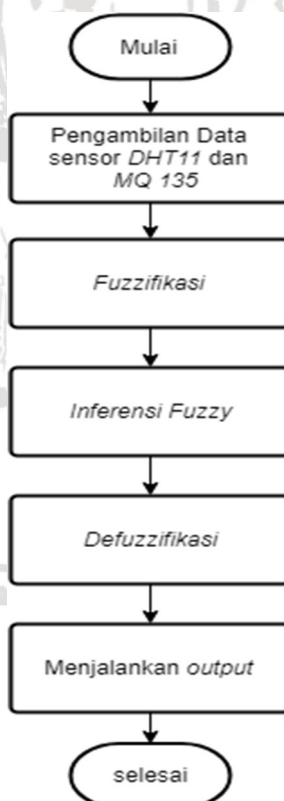 Mulai
Pengambilan Data
sensor DHT11 dan
MQ 135
Fuzzifikasi
Inferensi Fuzzy
Defuzzifikasi
Menjalankan output
selesai